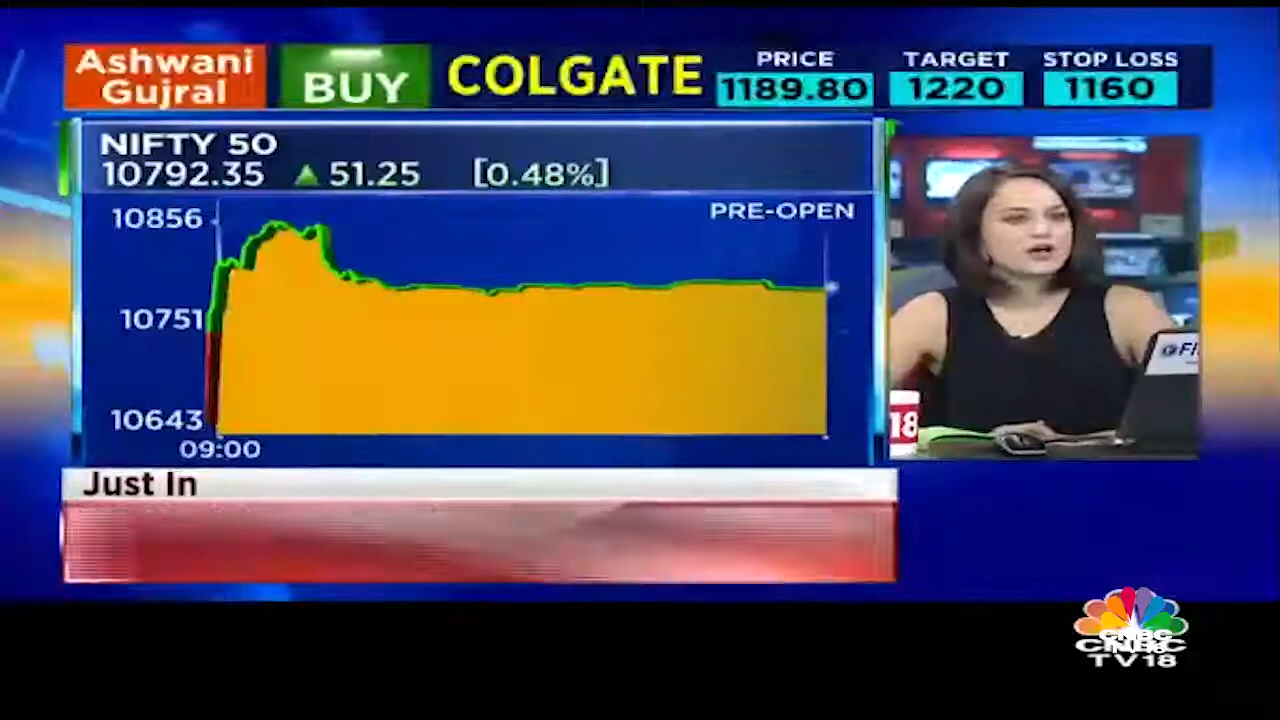 Ashwani
Gujral
BUY
COLGATE
PRICE
1189.80
TARGET
1220
STOP LOSS
1160
NIFTY 50
10792.35 ▲ 51.25 [0.48%]
PRE-OPEN
10856
10751
10643
09:00
18
Just In
CNBC
TV18